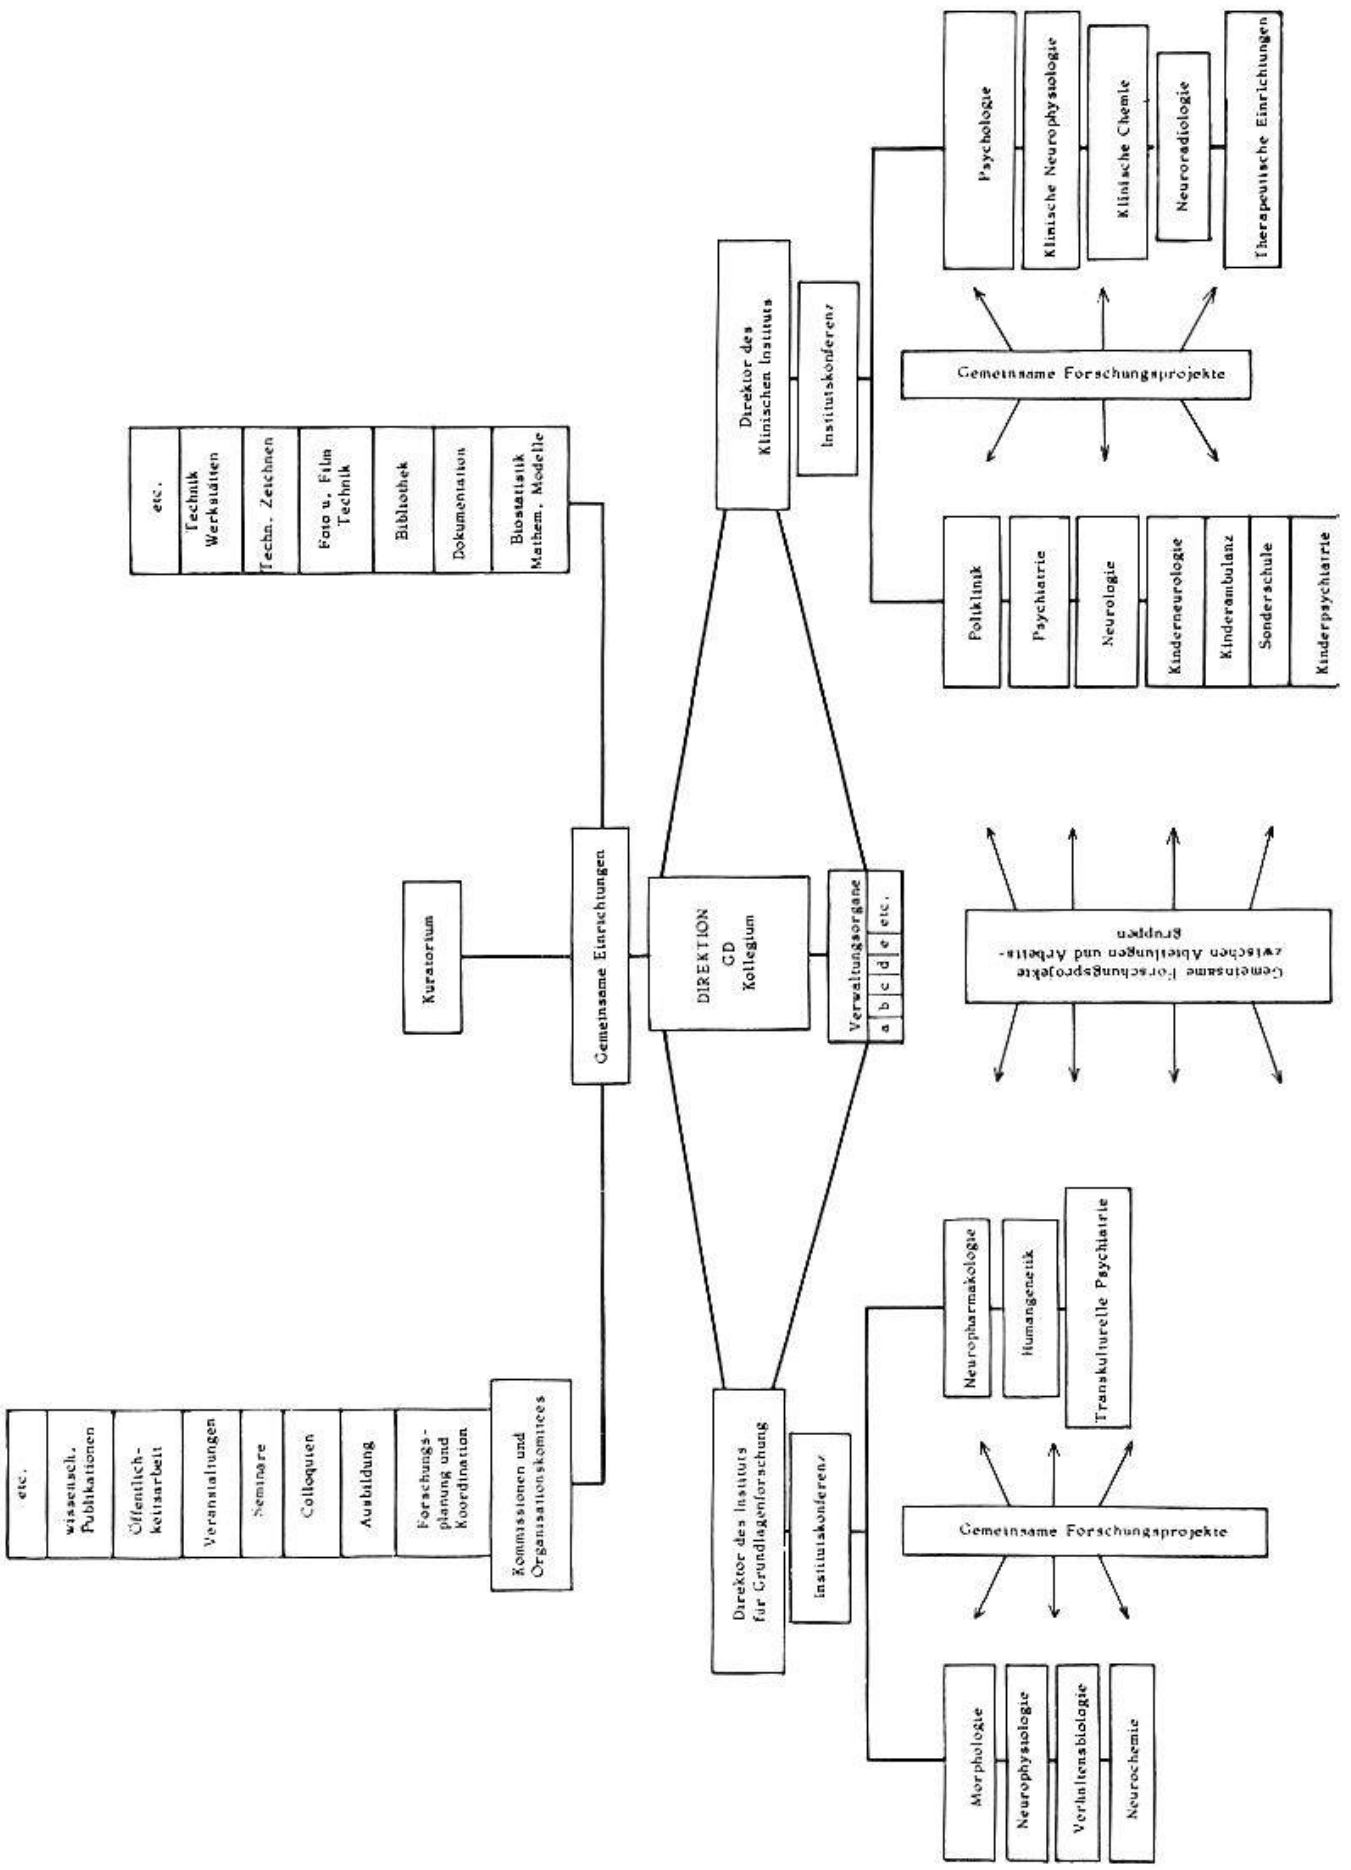 Kuratorium
Gemeinsame Einrichtungen
DIREKTION
GD
Kollegium
Verwaltungsorgane
a b c d e etc.
etc.
wissensch.
Publikationen
Öffentlich-
keitsarbeit
Veranstaltungen
Seminare
Colloquien
Ausbildung
Forschungs-
planung und
Koordination
Kommissionen und
Organisationskomitees
etc.
Technik
Werkstätten
Techn. Zeichnen
Foto u. Film
Technik
Bibliothek
Dokumentation
Biostatistik
Mathem. Modelle
Direktor des Instituts
für Grundlagenforschung
Institutskonferenz
Morphologie
Neurophysiologie
Verhaltensbiologie
Neurochemie
Gemeinsame Forschungsprojekte
Neuropharmakologie
Humangenetik
Transkulturelle Psychiatrie
Gemeinsame Forschungsprojekte
zwischen Abteilungen und Arbeits-
gruppen
Direktor des
Klinischen Instituts
Institutskonferenz
Poliklinik
Psychiatrie
Neurologie
Kinderneurologie
Kinderambulanz
Sonderschule
Kinderpsychiatrie
Gemeinsame Forschungsprojekte
Psychologie
Klinische Neurophysiologie
Klinische Chemie
Neuroradiologie
Therapeutische Einrichtungen